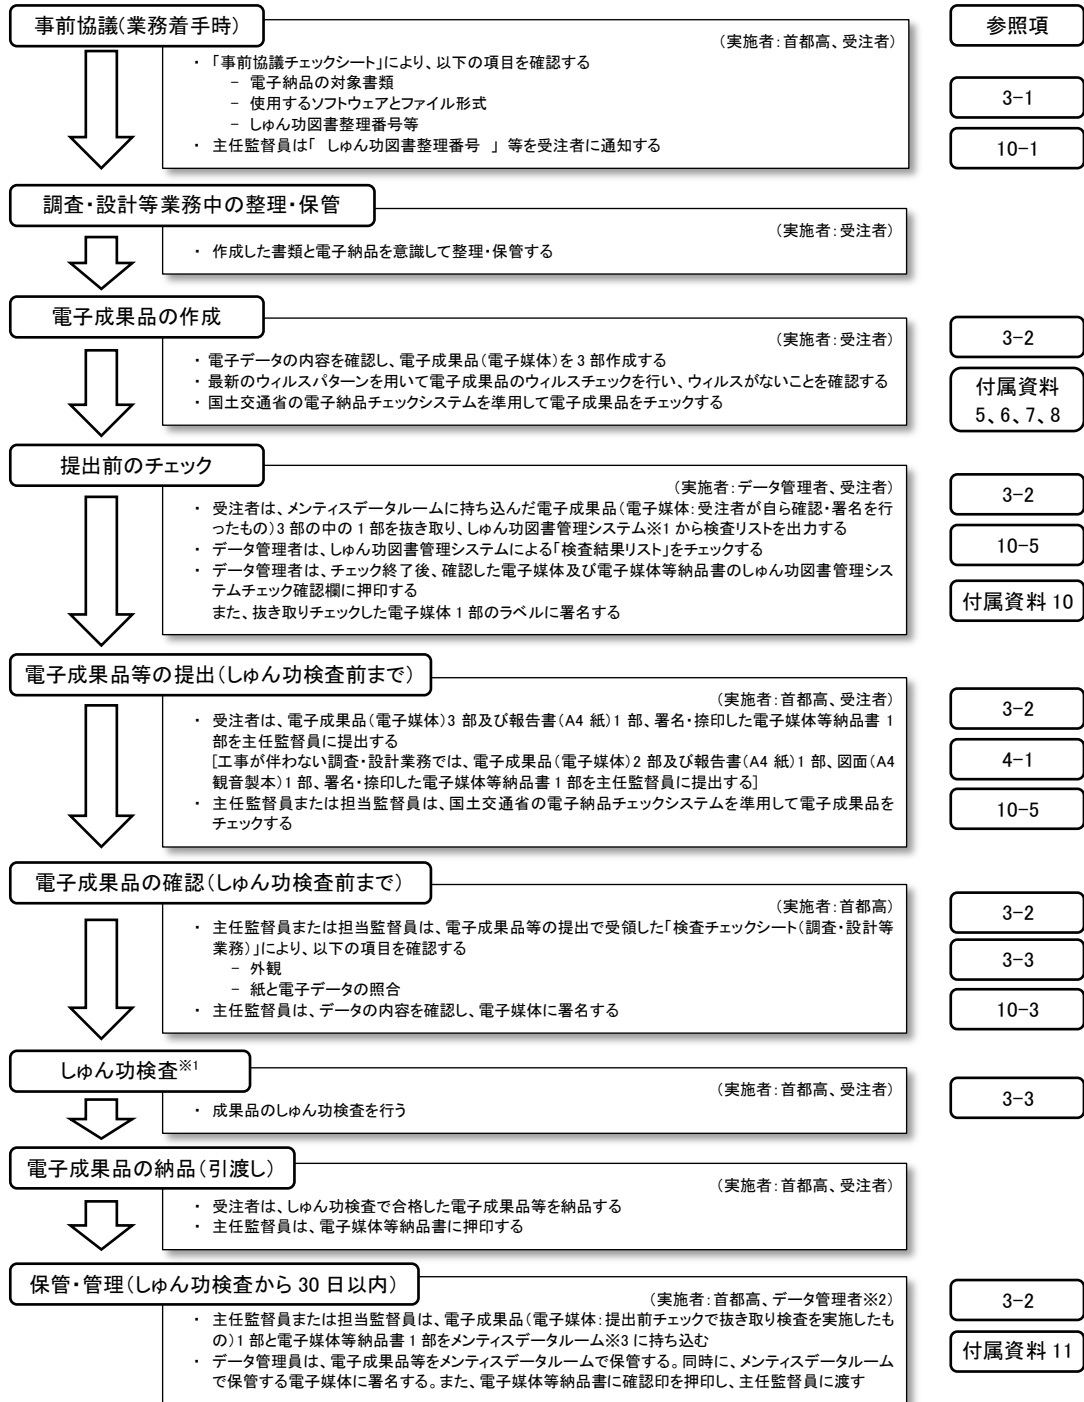 事前協議(業務着手時)
参照項
(実施者:首都高、受注者)
・ 「事前協議チェックシート」により、以下の項目を確認する
− 電子納品の対象書類
− 使用するソフトウェアとファイル形式
− しゅん功図書整理番号等
・ 主任監督員は「 しゅん功図書整理番号 」 等を受注者に通知する
3-1
10-1
調査・設計等業務中の整理・保管
(実施者:受注者)
・ 作成した書類と電子納品を意識して整理・保管する
電子成果品の作成
(実施者:受注者)
・ 電子データの内容を確認し、電子成果品(電子媒体)を 3 部作成する
・ 最新のウィルスパターンを用いて電子成果品のウィルスチェックを行い、ウィルスがないことを確認する
・ 国土交通省の電子納品チェックシステムを準用して電子成果品をチェックする
3-2
付属資料
5、6、7、8
提出前のチェック
(実施者:データ管理者、受注者)
・ 受注者は、メンティスデータルームに持ち込んだ電子成果品(電子媒体:受注者が自ら確認・署名を行
ったもの)3 部の中の 1 部を抜き取り、しゅん功図書管理システム※1 から検査リストを出力する
・ データ管理者は、しゅん功図書管理システムによる「検査結果リスト」をチェックする
・ データ管理者は、チェック終了後、確認した電子媒体及び電子媒体等納品書のしゅん功図書管理シス
テムチェック確認欄に押印する
また、抜き取りチェックした電子媒体 1 部のラベルに署名する
3-2
10-5
付属資料 10
電子成果品等の提出(しゅん功検査前まで)
(実施者:首都高、受注者)
・ 受注者は、電子成果品(電子媒体)3 部及び報告書(A4 紙)1 部、署名・捺印した電子媒体等納品書 1
部を主任監督員に提出する
[工事が伴わない調査・設計業務では、電子成果品(電子媒体)2 部及び報告書(A4 紙)1 部、図面(A4
観音製本)1 部、署名・捺印した電子媒体等納品書 1 部を主任監督員に提出する]
・ 主任監督員または担当監督員は、国土交通省の電子納品チェックシステムを準用して電子成果品を
チェックする
3-2
4-1
10-5
電子成果品の確認(しゅん功検査前まで)
(実施者:首都高)
・ 主任監督員または担当監督員は、電子成果品等の提出で受領した「検査チェックシート(調査・設計等
業務)」により、以下の項目を確認する
− 外観
− 紙と電子データの照合
・ 主任監督員は、データの内容を確認し、電子媒体に署名する
3-2
3-3
10-3
しゅん功検査※1
(実施者:首都高、受注者)
・ 成果品のしゅん功検査を行う
3-3
電子成果品の納品(引渡し)
(実施者:首都高、受注者)
・ 受注者は、しゅん功検査で合格した電子成果品等を納品する
・ 主任監督員は、電子媒体等納品書に押印する
保管・管理(しゅん功検査から 30 日以内)
(実施者:首都高、データ管理者※2)
・ 主任監督員または担当監督員は、電子成果品(電子媒体:提出前チェックで抜き取り検査を実施したも
の)1 部と電子媒体等納品書 1 部をメンティスデータルーム※3 に持ち込む
・ データ管理員は、電子成果品等をメンティスデータルームで保管する。同時に、メンティスデータルーム
で保管する電子媒体に署名する。また、電子媒体等納品書に確認印を押印し、主任監督員に渡す
3-2
付属資料 11